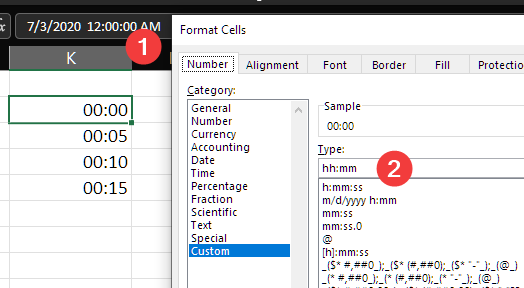 fx 7/3/2020 12:00:00 AM
1
K
00:00
00:05
00:10
00:15
Format Cells
Number Alignment Font Border Fill Protectio
Category:
General
Number
Currency
Accounting
Date
Time
Percentage
Fraction
Scientific
Text
Special
Custom
Sample
00:00
Type:
hh:mm
2
h:mm:ss
m/d/yyyy h:mm
mm:ss
mm:ss.0
@
[h]:mm:ss
_($* #,##0_);_($* (#,##0);_($* "-"_);_(@_)
_(* #,##0_);_(* (#,##0);_(* "-"_);_(@_)